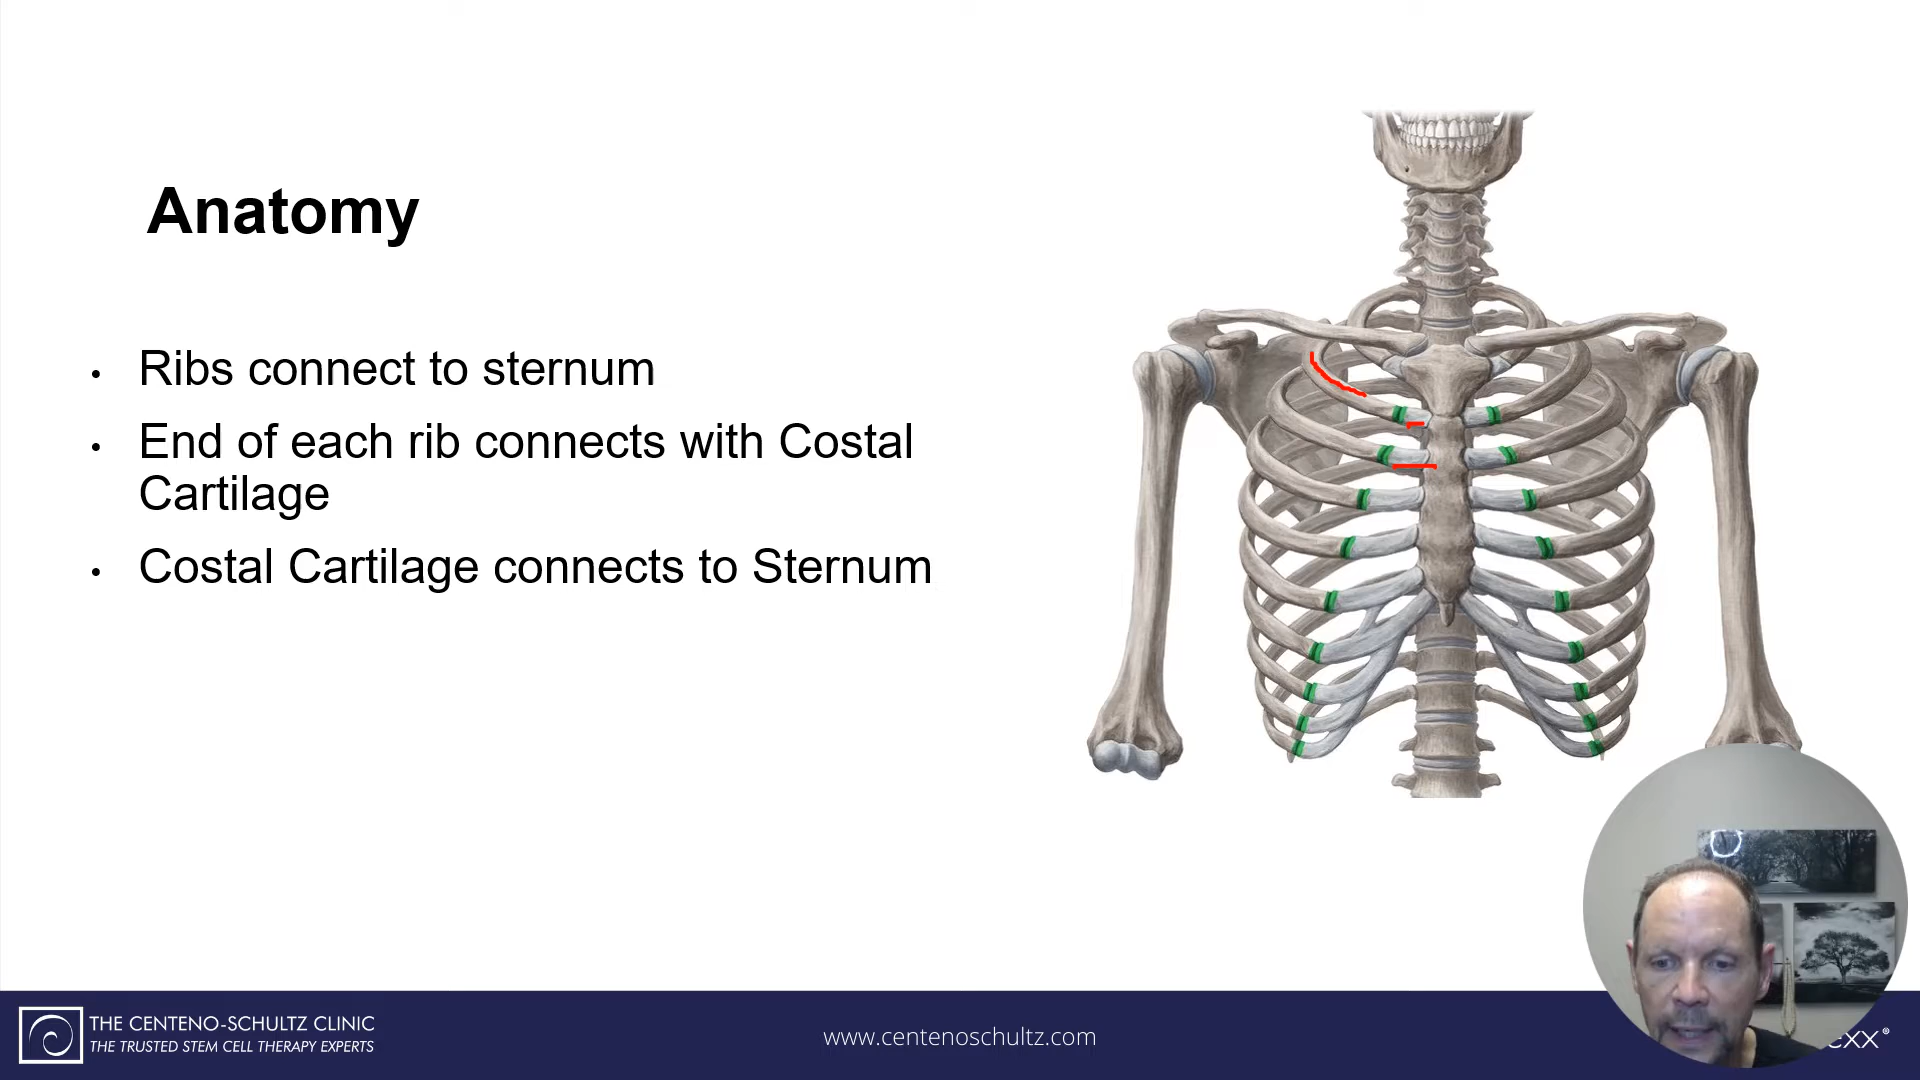 Anatomy
• Ribs connect to sternum
• End of each rib connects with Costal
Cartilage
• Costal Cartilage connects to Sternum
THE CENTENO-SCHULTZ CLINIC
THE TRUSTED STEM CELL THERAPY EXPERTS
www.centenoschultz.com